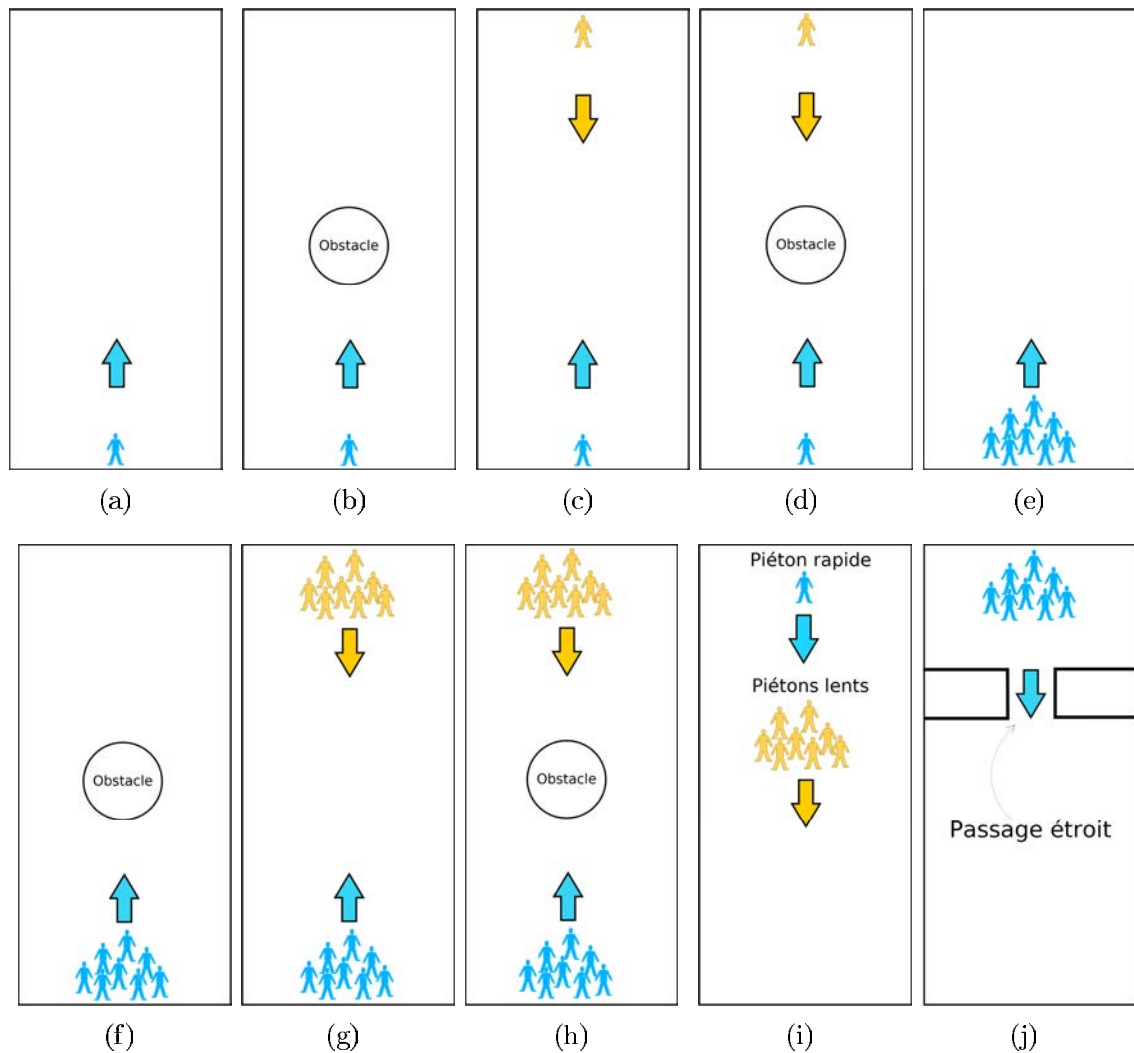 Obstacle
Obstacle
(a)
(b)
(c)
(d)
(e)
Piéton rapide
Piétons lents
Obstacle
Obstacle
Passage étroit
(f)
(g)
(h)
(i)
(j)